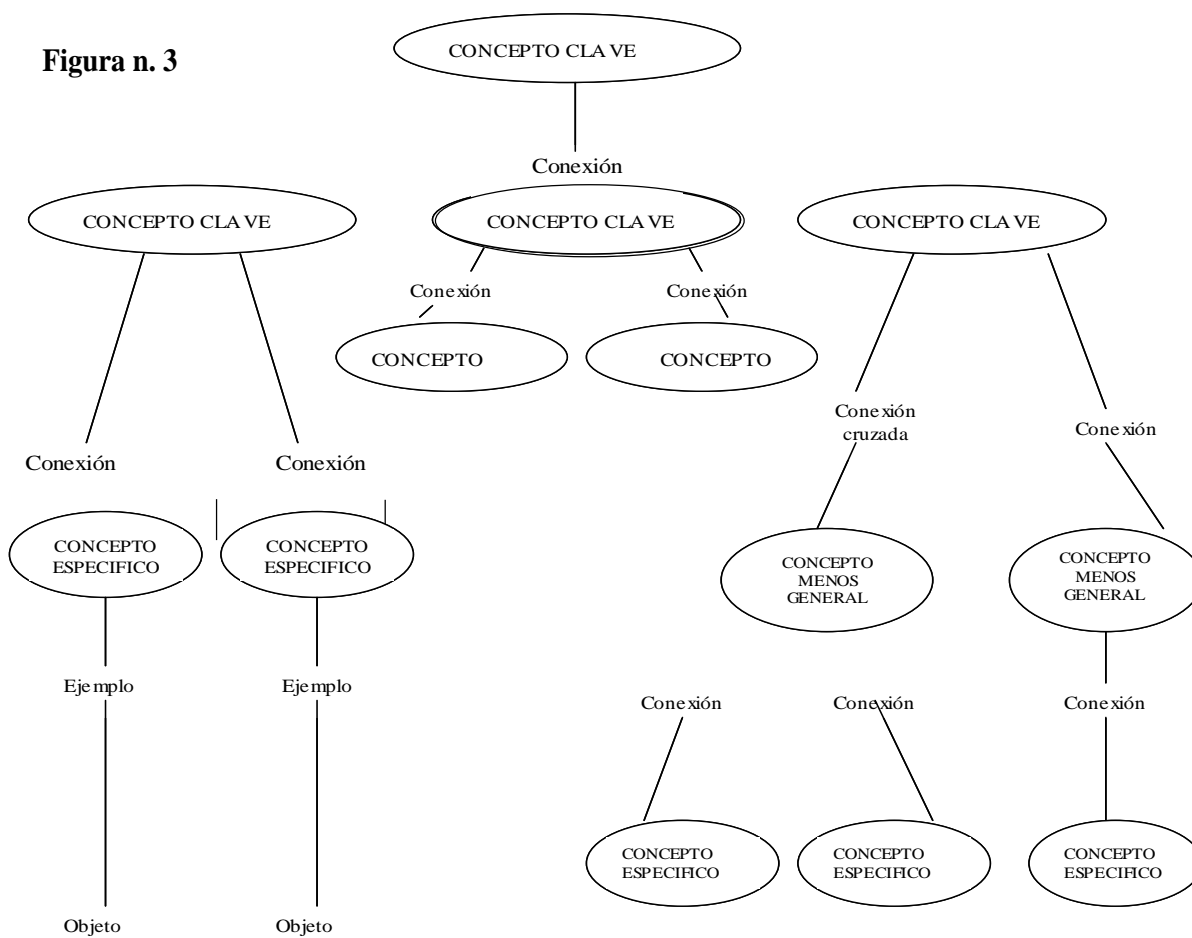 CONCEPTO CLAVE
Figura n. 3
Conexión
CONCEPTO CLAVE
CONCEPTO CLAVE
CONCEPTO CLAVE
Conexión
Conexión
CONCEPTO
CONCEPTO
Conexión
cruzada
Conexión
Conexión
Conexión
CONCEPTO
ESPECIFICO
CONCEPTO
ESPECIFICO
CONCEPTO
MENOS
GENERAL
CONCEPTO
MENOS
GENERAL
Ejemplo
Ejemplo
Conexión
Conexión
Conexión
CONCEPTO
ESPECIFICO
CONCEPTO
ESPECIFICO
CONCEPTO
ESPECIFICO
Objeto
Objeto